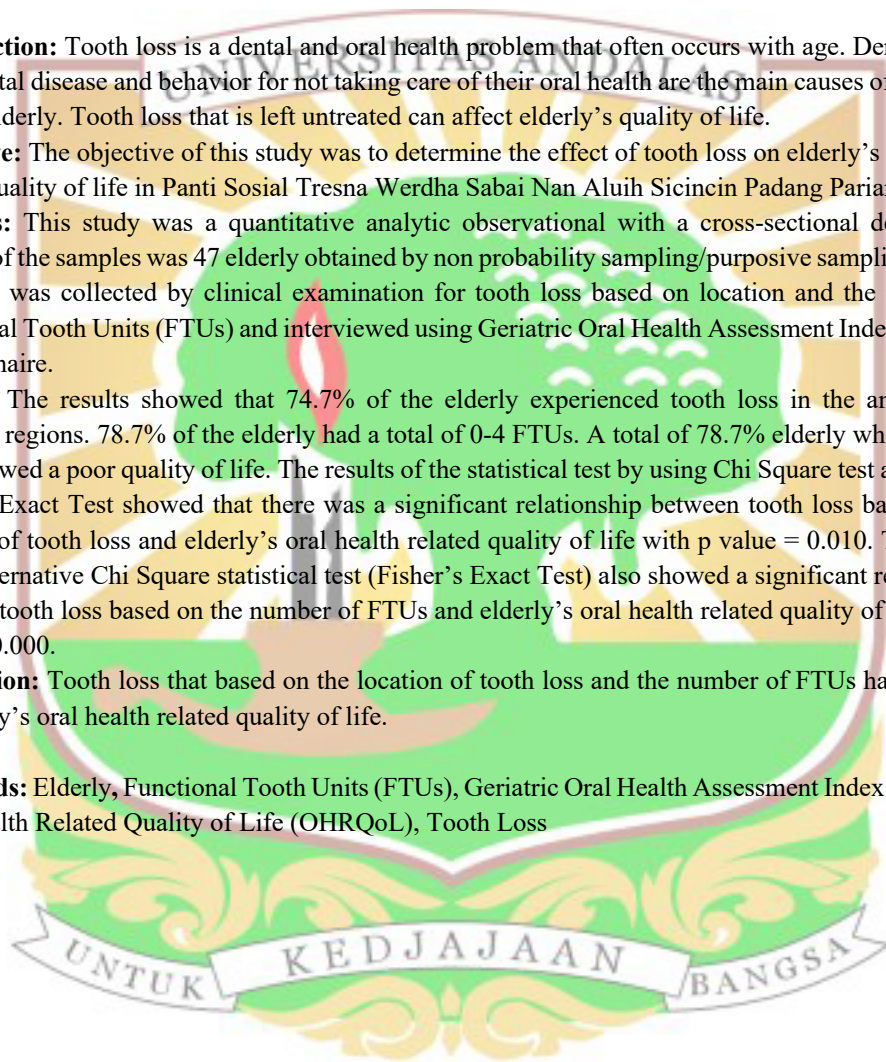 UNIVERSITAS ANDALAS
ction: Tooth loss is a dental and oral health problem that often occurs with age. Den
tal disease and behavior for not taking care of their oral health are the main causes of
lderly. Tooth loss that is left untreated can affect elderly’s quality of life.
ve: The objective of this study was to determine the effect of tooth loss on elderly’s
uality of life in Panti Sosial Tresna Werdha Sabai Nan Aluih Sicincin Padang Parian
s: This study was a quantitative analytic observational with a cross-sectional de
of the samples was 47 elderly obtained by non probability sampling/purposive sampli
was collected by clinical examination for tooth loss based on location and the
al Tooth Units (FTUs) and interviewed using Geriatric Oral Health Assessment Inde
naire.
The results showed that 74.7% of the elderly experienced tooth loss in the an
regions. 78.7% of the elderly had a total of 0-4 FTUs. A total of 78.7% elderly wh
wed a poor quality of life. The results of the statistical test by using Chi Square test a
Exact Test showed that there was a significant relationship between tooth loss ba
of tooth loss and elderly’s oral health related quality of life with p value = 0.010. T
ternative Chi Square statistical test (Fisher’s Exact Test) also showed a significant re
tooth loss based on the number of FTUs and elderly’s oral health related quality of
0.000.
ion: Tooth loss that based on the location of tooth loss and the number of FTUs ha
y’s oral health related quality of life.
ds: Elderly, Functional Tooth Units (FTUs), Geriatric Oral Health Assessment Index
lth Related Quality of Life (OHRQoL), Tooth Loss
UNTUK KEDJAJAAN BANGSA